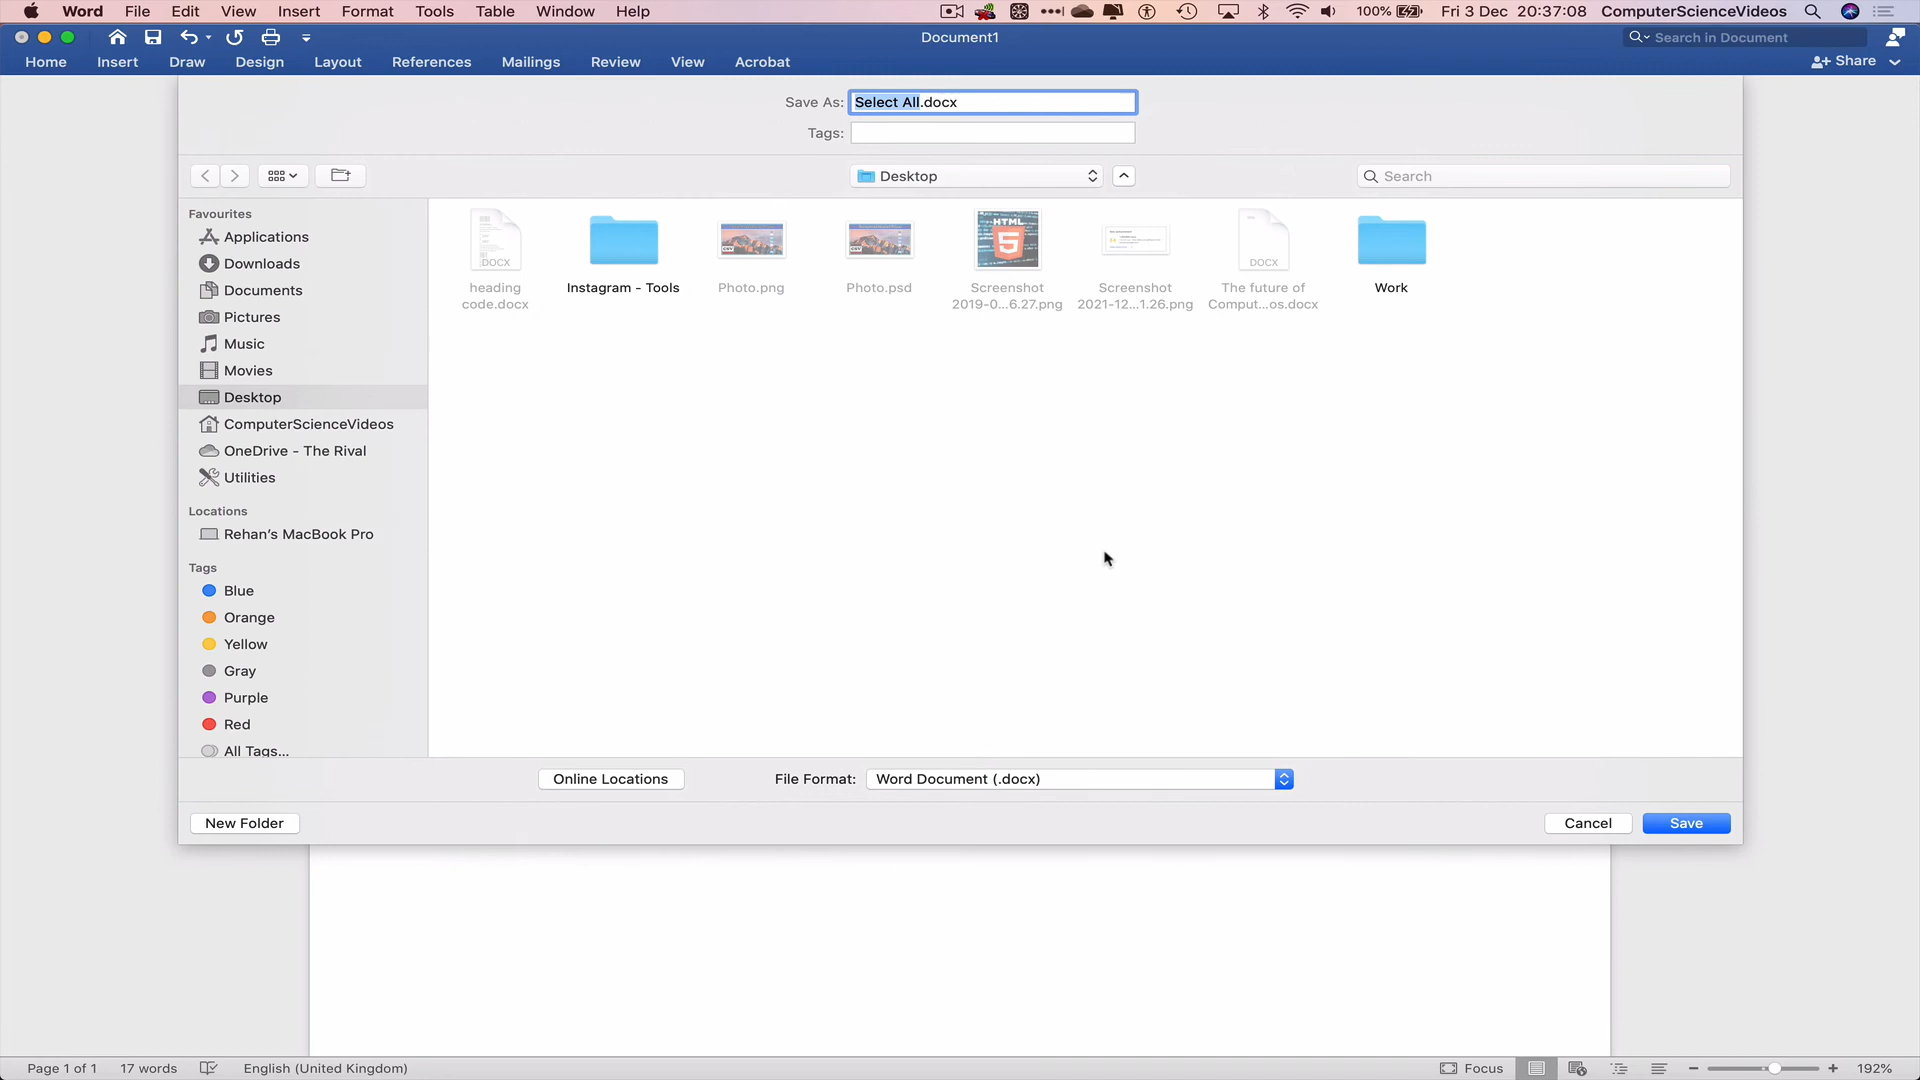 Word File Edit View Insert Format Tools Table Window Help 100% Fri 3 Dec 20:37:08 ComputerScienceVideos
Document1
Search in Document
Home Insert Draw Design Layout References Mailings Review View Acrobat Share
Save As: Select All.docx
Tags:
Desktop
Search
Favourites
Applications
Downloads
Documents
Pictures
Music
Movies
Desktop
ComputerScienceVideos
OneDrive - The Rival
Utilities
Locations
Rehan's MacBook Pro
Tags
Blue
Orange
Yellow
Gray
Purple
Red
All Tags...
DOCX
heading
code.docx
Instagram - Tools
Photo.png
Photo.psd
HTML
5
Screenshot
2019-0...6.27.png
Screenshot
2021-12...1.26.png
DOCX
The future of
Comput...os.docx
Work
Online Locations
File Format: Word Document (.docx)
New Folder
Cancel Save
Page 1 of 1 17 words English (United Kingdom) Focus 192%